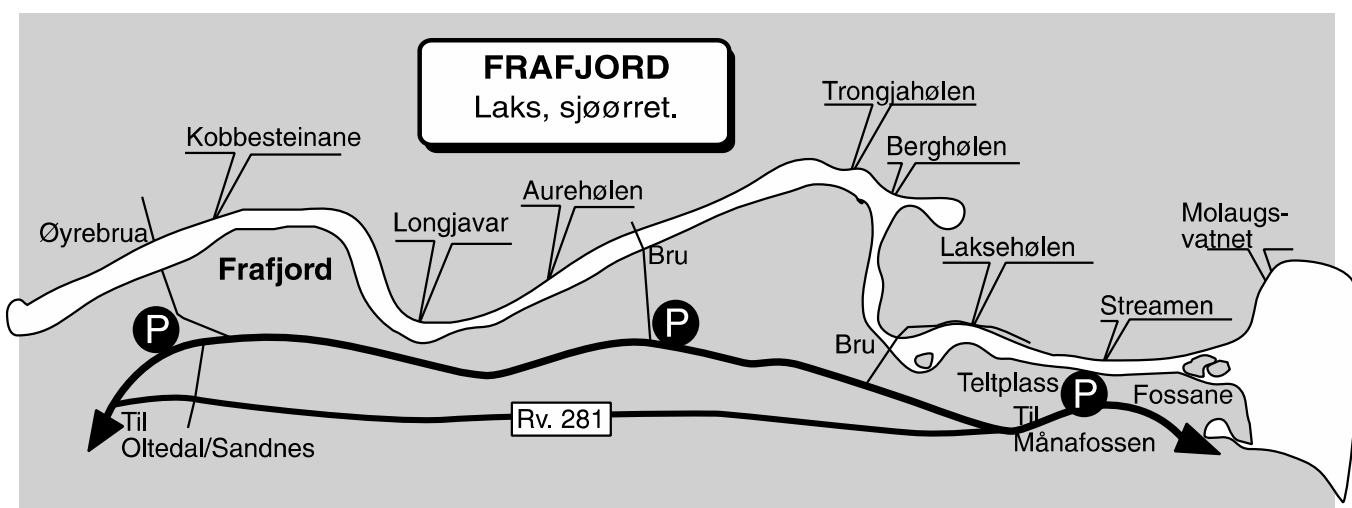 FRAFJORD
Laks, sjøørret.
Trongjahølen
Kobbesteinane
Berghølen
Aurehølen
Longjavar
Molaugs-
vatnet
Øyrebrua
Laksehølen
Bru
Frafjord
Streamen
P
P
Bru
Teltplass
P
Fossane
Til
Oltedal/Sandnes
Rv. 281
Til
Månafossen